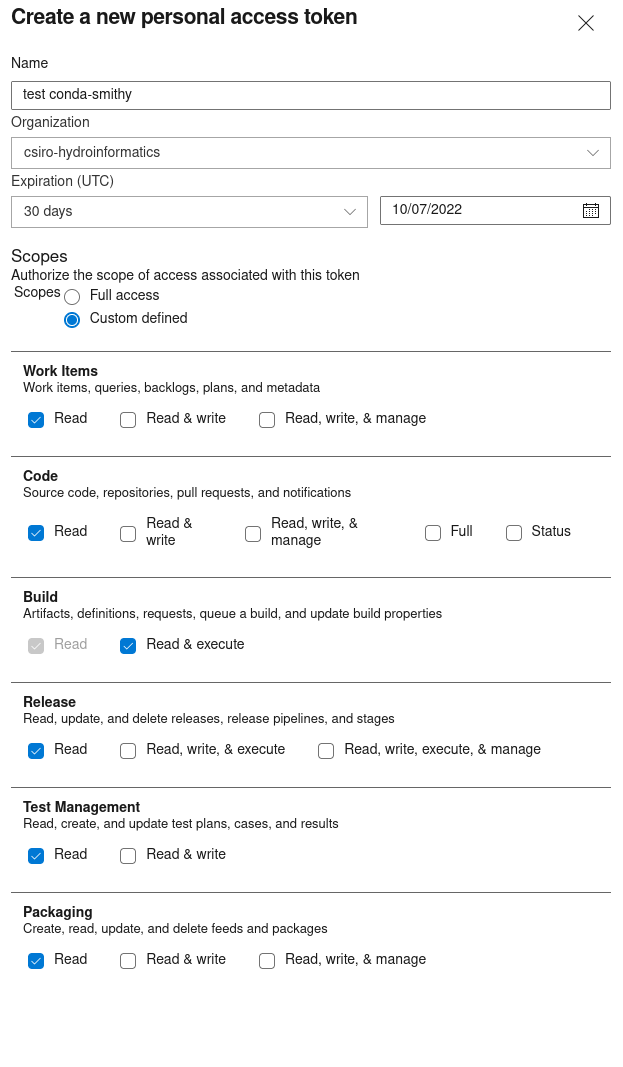 Create a new personal access token
Name
test conda-smithy
Organization
csiro-hydroinformatics
Expiration (UTC)
30 days
10/07/2022
Scopes
Authorize the scope of access associated with this token
Scopes Full access
Custom defined
Work Items
Work items, queries, backlogs, plans, and metadata
Read Read & write Read, write, & manage
Code
Source code, repositories, pull requests, and notifications
Read
Read &
write
Read, write, &
manage
Full
Status
Build
Artifacts, definitions, requests, queue a build, and update build properties
Read Read & execute
Release
Read, update, and delete releases, release pipelines, and stages
Read Read, write, & execute Read, write, execute, & manage
Test Management
Read, create, and update test plans, cases, and results
Read Read & write
Packaging
Create, read, update, and delete feeds and packages
Read Read & write Read, write, & manage